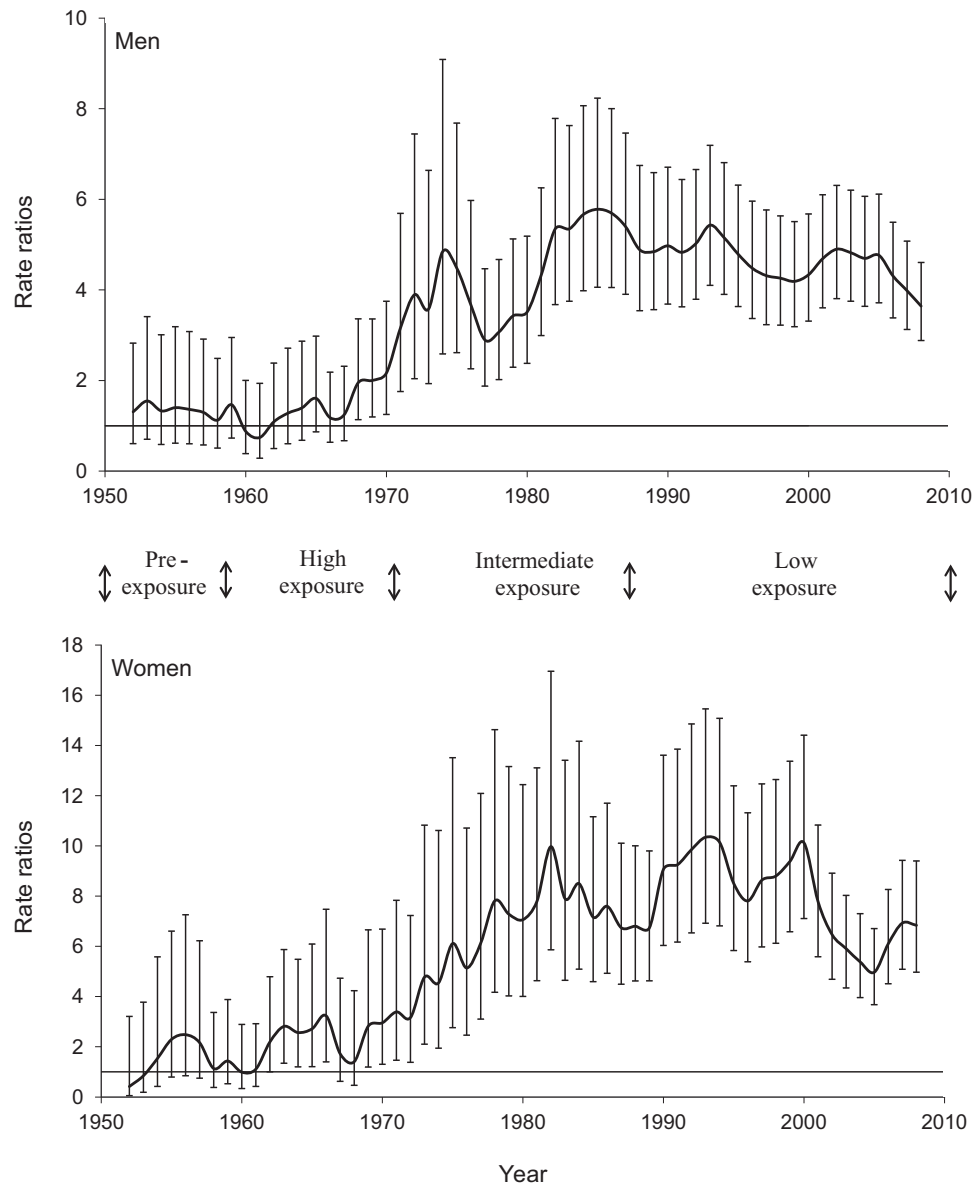 10
Men
8
6
4
2
0
Rate ratios
1950 1960 1970 1980 1990 2000 2010
Pre- High Intermediate Low
exposure exposure exposure exposure
18
Women
16
14
12
10
8
6
4
2
0
Rate ratios
1950 1960 1970 1980 1990 2000 2010
Year